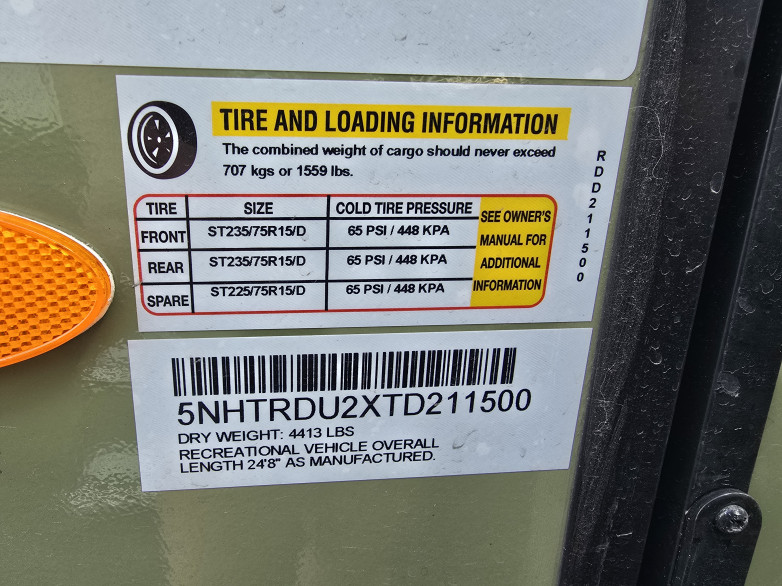 TIRE AND LOADING INFORMATION
The combined weight of cargo should never exceed
707 kgs or 1559 lbs.
TIRE SIZE COLD TIRE PRESSURE
FRONT ST235/75R15/D 65 PSI / 448 KPA
REAR ST235/75R15/D 65 PSI / 448 KPA
SPARE ST225/75R15/D 65 PSI / 448 KPA
SEE OWNER'S
MANUAL FOR
ADDITIONAL
INFORMATION
RDD211500
5NHTRDU2XTD211500
DRY WEIGHT: 4413 LBS
RECREATIONAL VEHICLE OVERALL
LENGTH 24'8" AS MANUFACTURED.